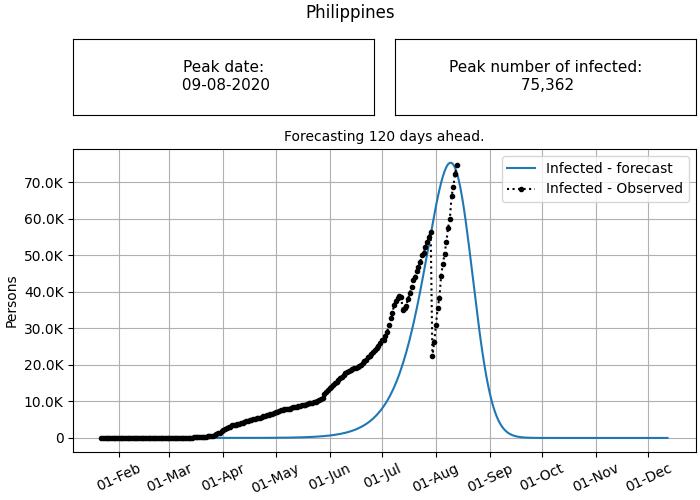 Philippines
Peak date:
09-08-2020
Peak number of infected:
75,362
Forecasting 120 days ahead.
Infected - forecast
Infected - Observed
70.0K
60.0K
50.0K
40.0K
30.0K
20.0K
10.0K
0
Persons
01-Feb
01-Mar
01-Apr
01-May
01-Jun
01-Jul
01-Aug
01-Sep
01-Oct
01-Nov
01-Dec